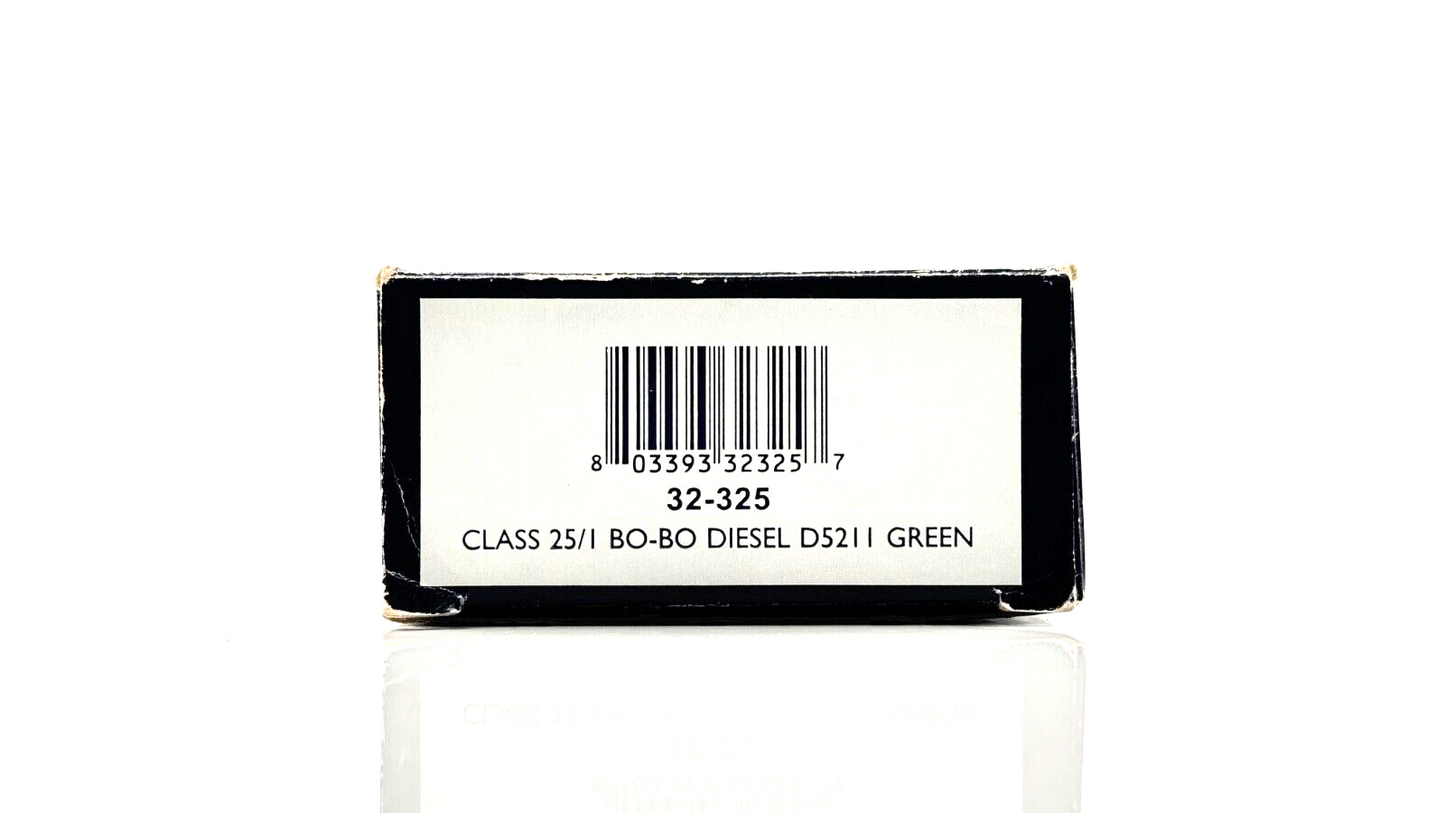 8 03393 32325 7
32-325
CLASS 25/1 BO-BO DIESEL D5211 GREEN